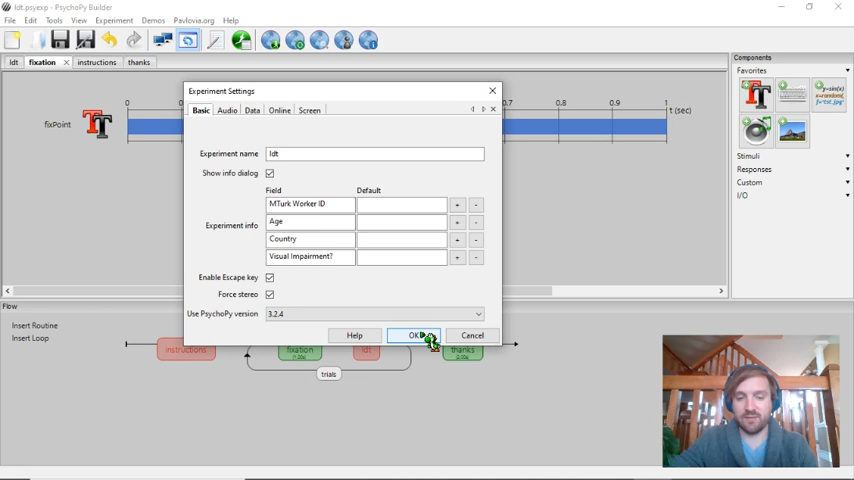 ldt.psyexp - PsychoPy Builder
File Edit Tools View Experiment Demos Pavlovia.org Help
ldt fixation instructions thanks
Components
Favorites
Stimuli
Responses
Custom
I/O
0 0.7 0.8 0.9 1 t (sec)
fixPoint
Experiment Settings
Basic Audio Data Online Screen
Experiment name ldt
Show info dialog
Field Default
Experiment info
MTurk Worker ID
Age
Country
Visual Impairment?
Enable Escape key
Force stereo
Use PsychoPy version 3.2.4
Help OK Cancel
Flow
Insert Routine
Insert Loop
instructions fixation ldt thanks
trials